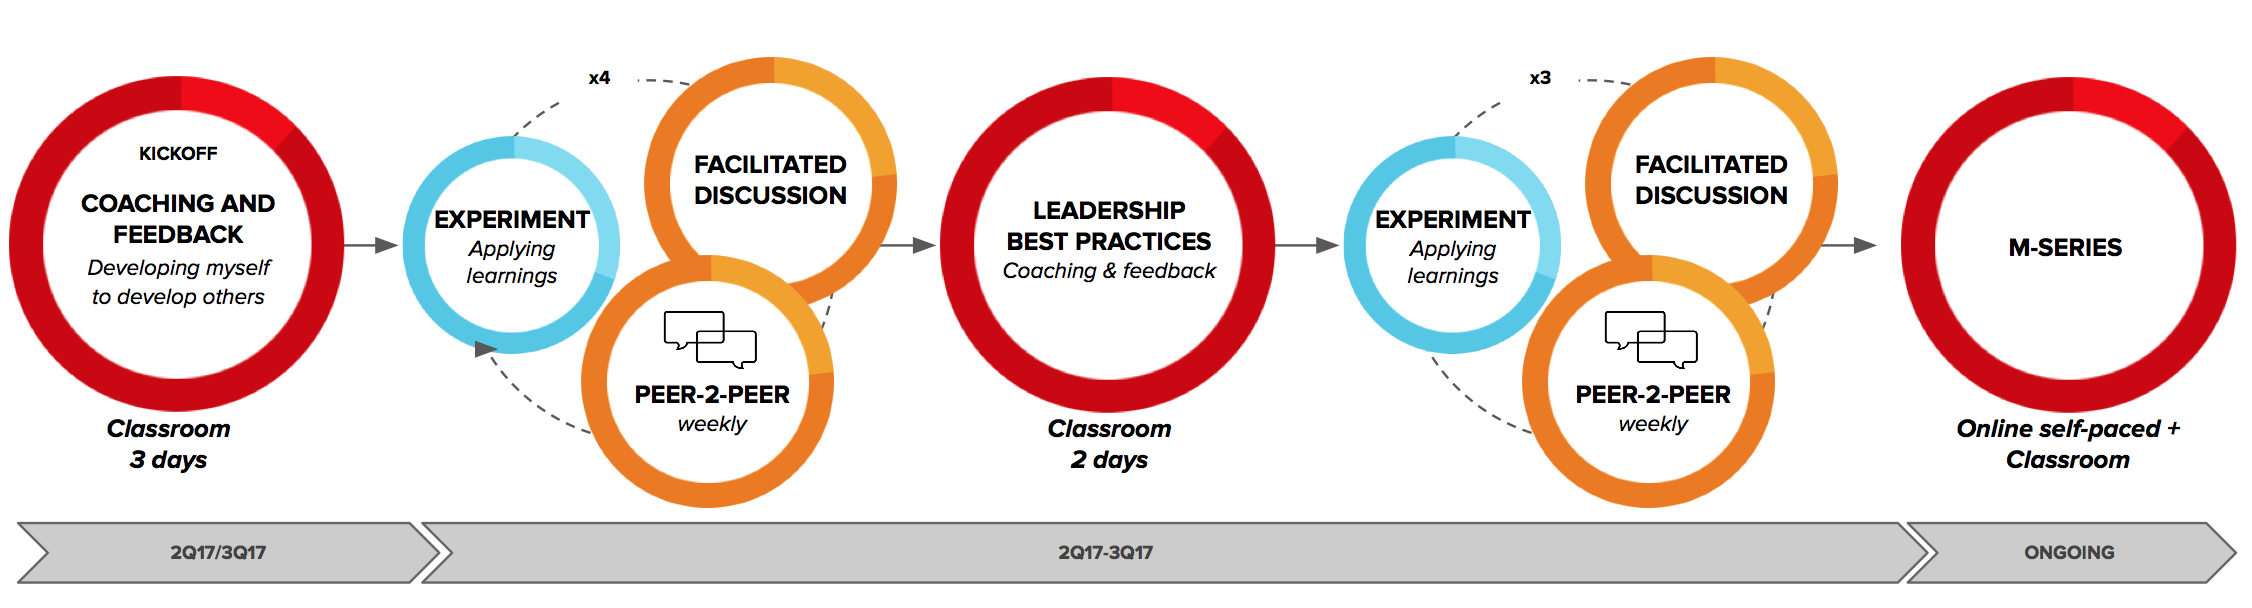 KICKOFF
COACHING AND
FEEDBACK
Developing myself
to develop others
Classroom
3 days
x4
EXPERIMENT
Applying
learnings
FACILITATED
DISCUSSION
PEER-2-PEER
weekly
LEADERSHIP
BEST PRACTICES
Coaching & feedback
Classroom
2 days
x3
EXPERIMENT
Applying
learnings
FACILITATED
DISCUSSION
PEER-2-PEER
weekly
M-SERIES
Online self-paced +
Classroom
2Q17/3Q17
2Q17-3Q17
ONGOING